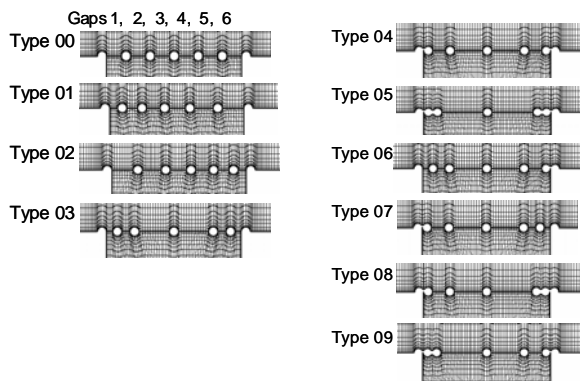 Gaps 1, 2, 3, 4, 5, 6
Type 00
Type 01
Type 02
Type 03
Type 04
Type 05
Type 06
Type 07
Type 08
Type 09